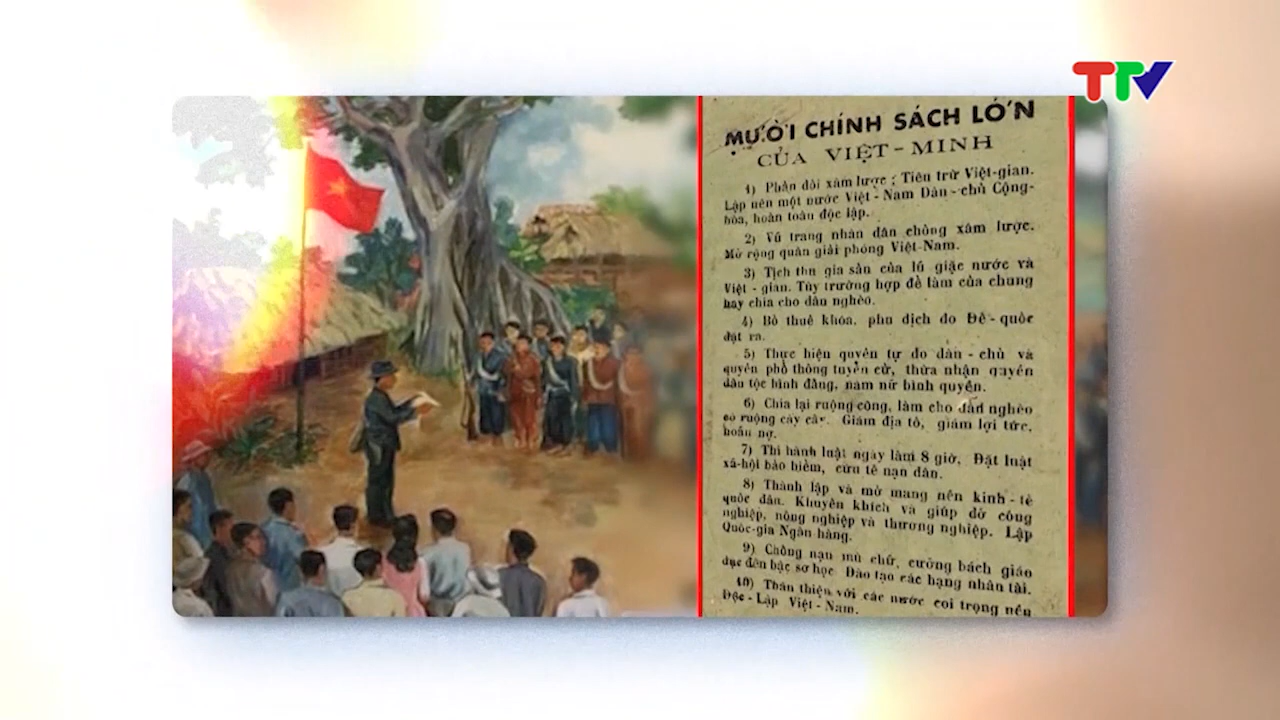 TTV
MƯỜI CHÍNH SÁCH LỚN
CỦA VIỆT - MINH
1) Phản đối xâm lược ; Tiêu trừ Việt-gian.
Lập nên một nước Việt - Nam Dân - chủ Cộng-
hòa, hoàn toàn độc lập.
2) Vũ trang nhân dân chống xâm lược.
Mở rộng quân giải phóng Việt-Nam.
3) Tịch thu gia sản của lũ giặc nước và
Việt - gian. Tùy trường hợp để làm của chung
hay chia cho dân nghèo.
4) Bỏ thuế khóa, phu dịch do Đế - quốc
đặt ra.
5) Thực hiện quyền tự do dân - chủ và
quyền phổ thông tuyển cử, thừa nhận quyền
dân tộc bình đẳng, nam nữ bình quyền.
6) Chia lại ruộng công, làm cho dân nghèo
có ruộng cày cấy. Giảm địa tô, giảm lợi tức,
hoãn nợ.
7) Thi hành luật ngày làm 8 giờ, Đặt luật
xã-hội bảo hiểm, cứu tế nạn dân.
8) Thành lập và mở mang nền kinh - tế
quốc dân. Khuyến khích và giúp đỡ công
nghiệp, nông nghiệp và thương nghiệp. Lập
Quốc-gia Ngân hàng.
9) Chống nạn mù chữ, cưỡng bách giáo
dục đến bậc sơ học. Đào tạo các hạng nhân tài.
10) Thân thiện với các nước coi trọng nền
Độc - Lập Việt - Nam.